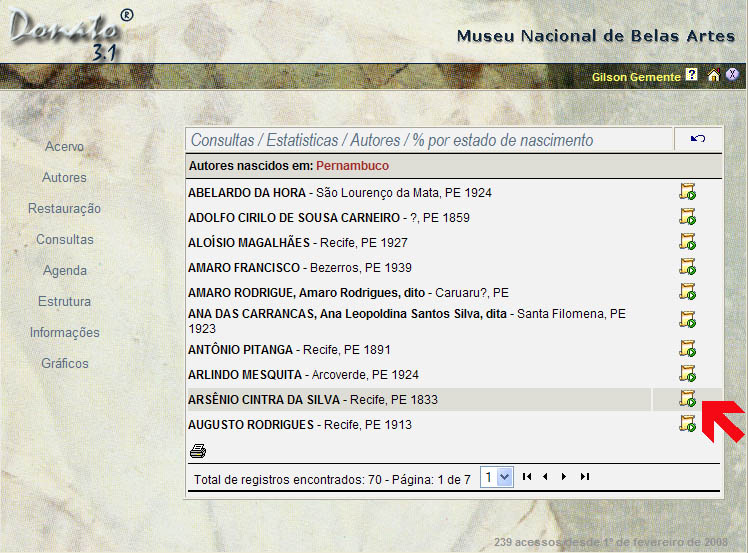 Donato ®
3.1
Museu Nacional de Belas Artes
Gilson Gemente ? X
Acervo
Autores
Restauração
Consultas
Agenda
Estrutura
Informações
Gráficos
Consultas / Estatisticas / Autores / % por estado de nascimento
Autores nascidos em: Pernambuco
ABELARDO DA HORA - São Lourenço da Mata, PE 1924
ADOLFO CIRILO DE SOUSA CARNEIRO - ?, PE 1859
ALOÍSIO MAGALHÃES - Recife, PE 1927
AMARO FRANCISCO - Bezerros, PE 1939
AMARO RODRIGUE, Amaro Rodrigues, dito - Caruaru?, PE
ANA DAS CARRANCAS, Ana Leopoldina Santos Silva, dita - Santa Filomena, PE
1923
ANTÔNIO PITANGA - Recife, PE 1891
ARLINDO MESQUITA - Arcoverde, PE 1924
ARSÊNIO CINTRA DA SILVA - Recife, PE 1833
AUGUSTO RODRIGUES - Recife, PE 1913
Total de registros encontrados: 70 - Página: 1 de 7 1
239 acessos desde 1º de fevereiro de 2008